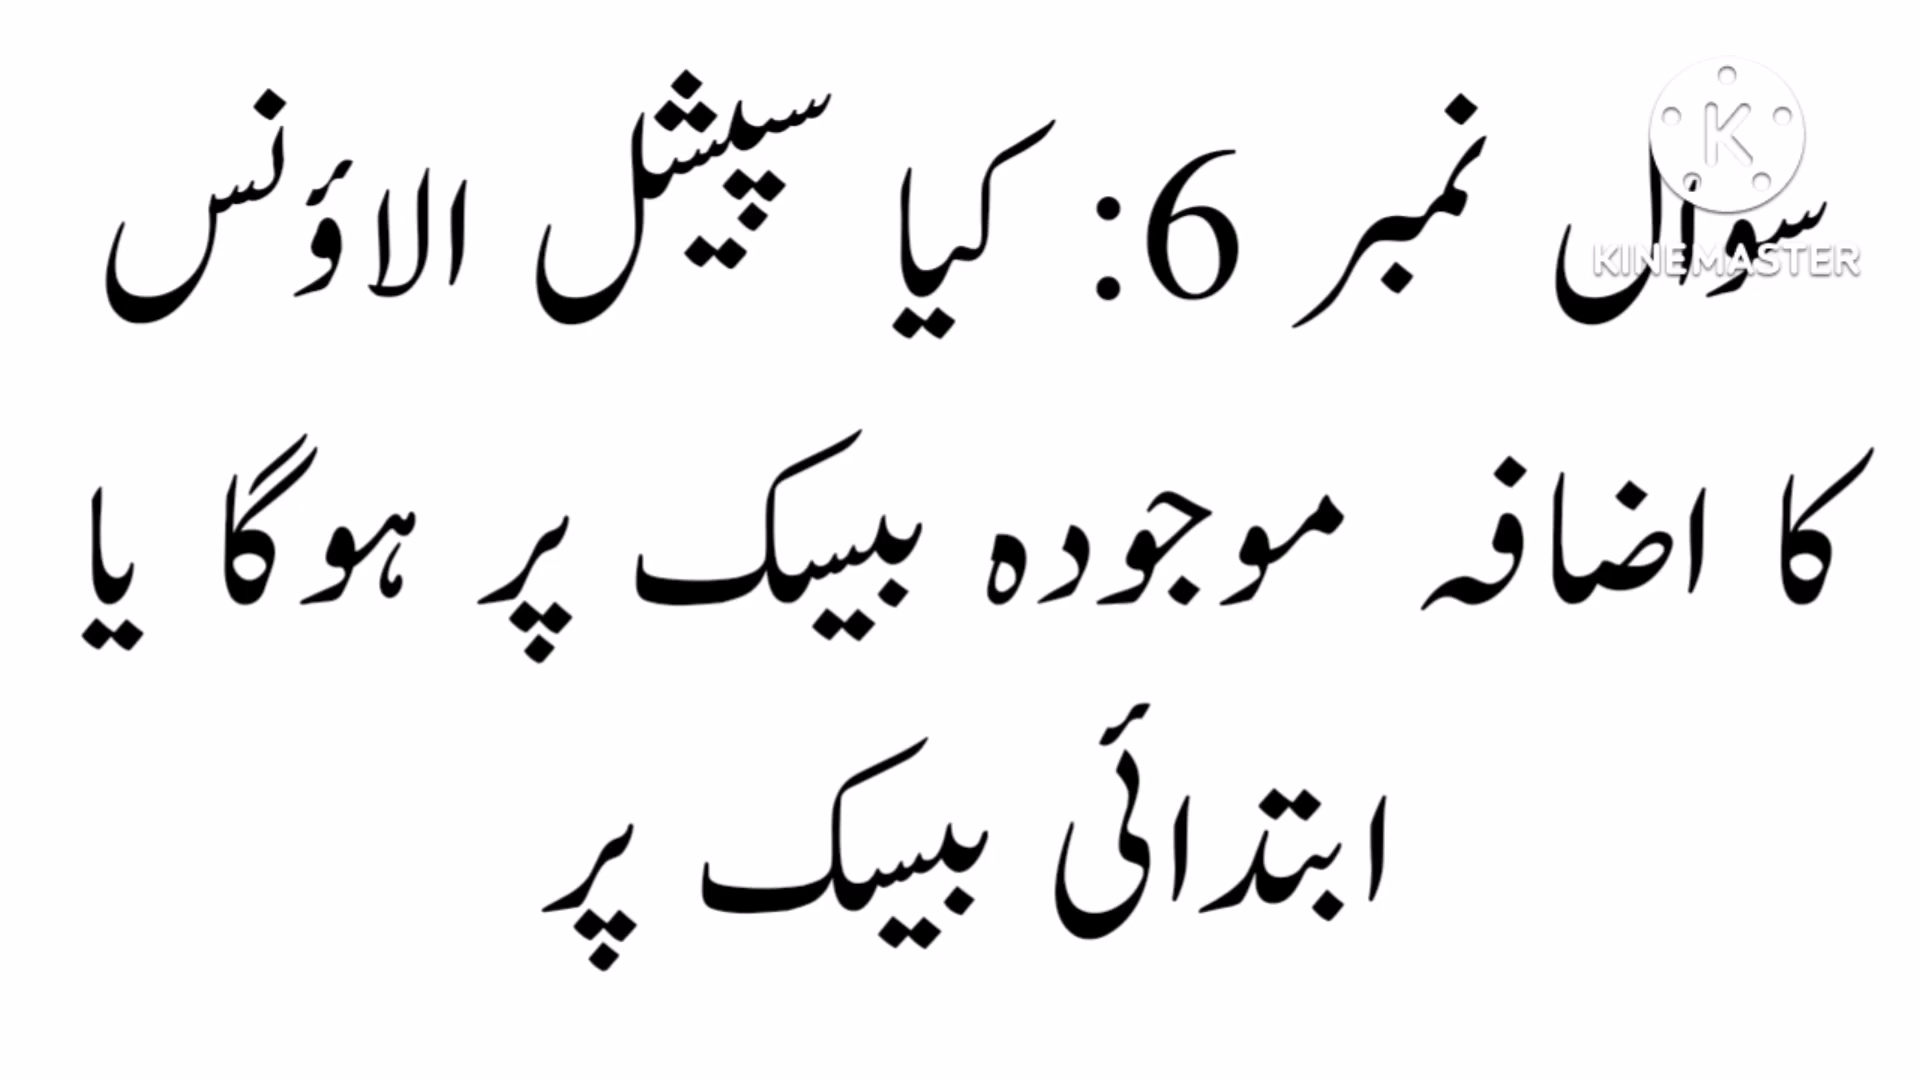 سوال نمبر 6: کیا سپیشل الاؤنس
کا اضافہ موجودہ بیسک پر ہوگا یا
ابتدائی بیسک پر
K
KINEMASTER